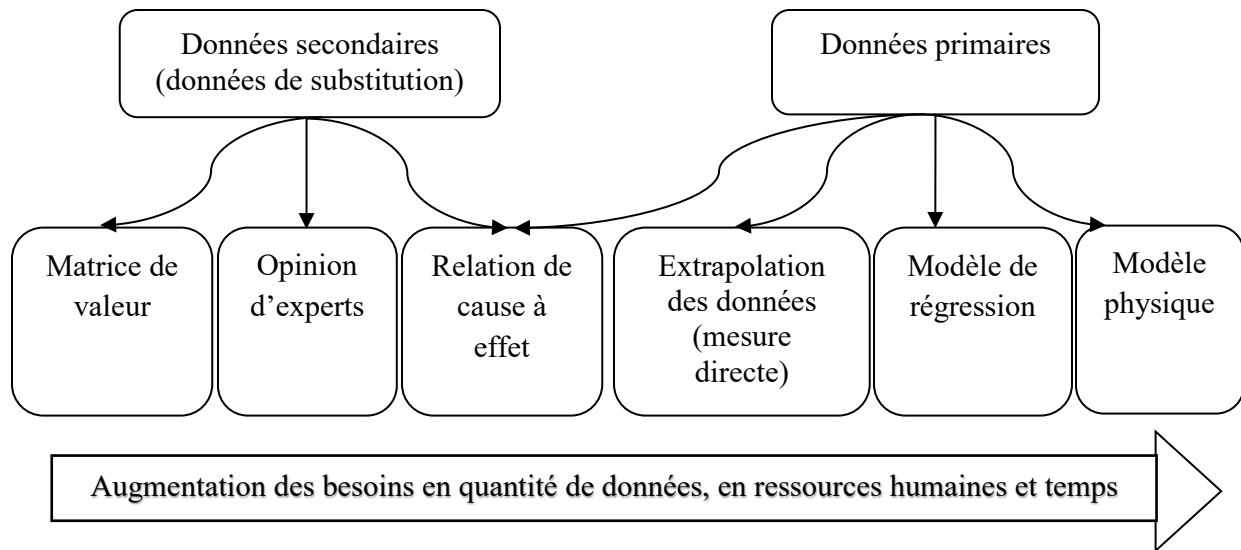 Données secondaires
(données de substitution)
Données primaires
Matrice de
valeur
Opinion
d’experts
Relation de
cause à
effet
Extrapolation
des données
(mesure
directe)
Modèle de
régression
Modèle
physique
Augmentation des besoins en quantité de données, en ressources humaines et temps